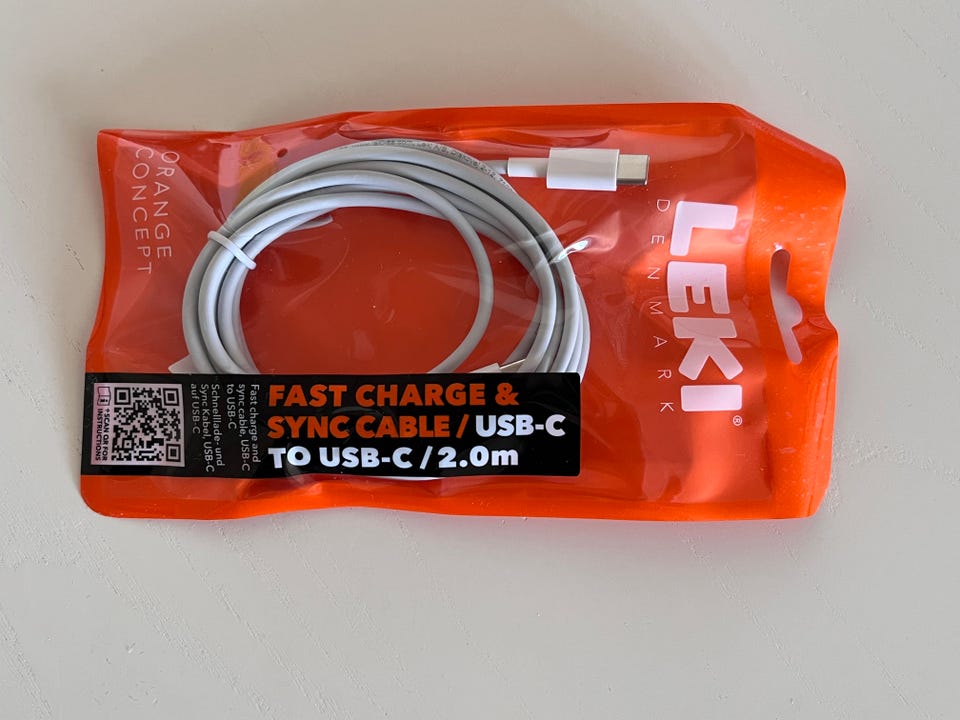 ORANGE
CONCEPT
LEKI®
DENMARK
+SCAN QR FOR
INSTRUCTIONS
Fast charge and
sync cable, USB-C
to USB-C
Schnelllade- und
Sync Kabel, USB-C
auf USB-C
FAST CHARGE &
SYNC CABLE / USB-C
TO USB-C / 2.0m